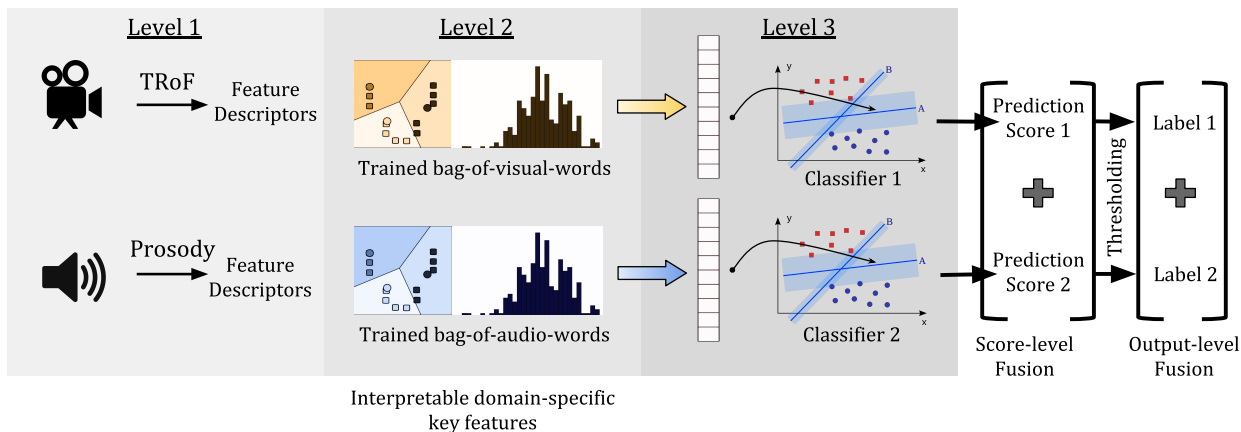 Level 1
Level 2
Level 3
TRoF
Feature
Descriptors
Trained bag-of-visual-words
y
B
A
x
Classifier 1
Prediction
Score 1
Label 1
Thresholding
Prosody
Feature
Descriptors
Trained bag-of-audio-words
y
B
A
x
Classifier 2
Prediction
Score 2
Label 2
Score-level
Fusion
Output-level
Fusion
Interpretable domain-specific
key features